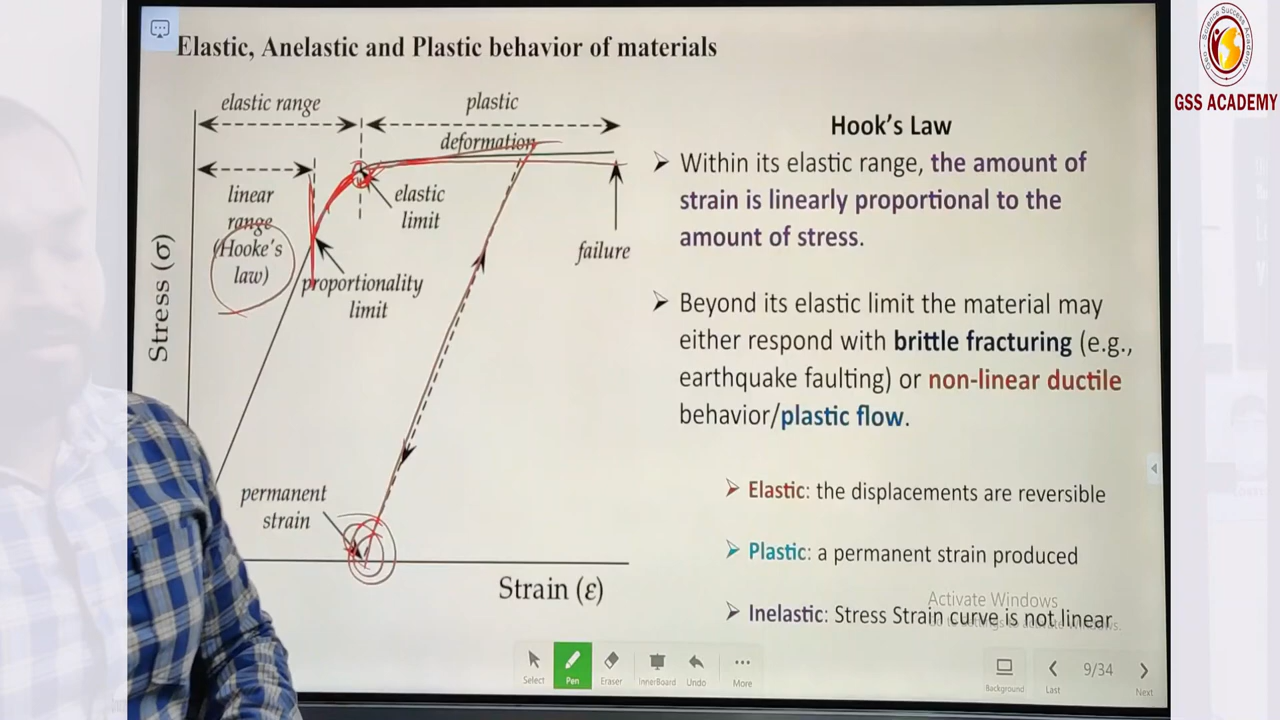 Elastic, Anelastic and Plastic behavior of materials
elastic range
plastic
deformation
linear
range
(Hooke's
law)
elastic
limit
proportionality
limit
failure
Stress (σ)
permanent
strain
Strain (ε)
Hook's Law
Within its elastic range, the amount of
strain is linearly proportional to the
amount of stress.
Beyond its elastic limit the material may
either respond with brittle fracturing (e.g.,
earthquake faulting) or non-linear ductile
behavior/plastic flow.
Elastic: the displacements are reversible
Plastic: a permanent strain produced
Inelastic: Stress Strain curve is not linear
Activate Windows
Select
Pen
Eraser
InnerBoard
Undo
More
Background
Last
9/34
Next
Geo Science Success Academy
GSS ACADEMY